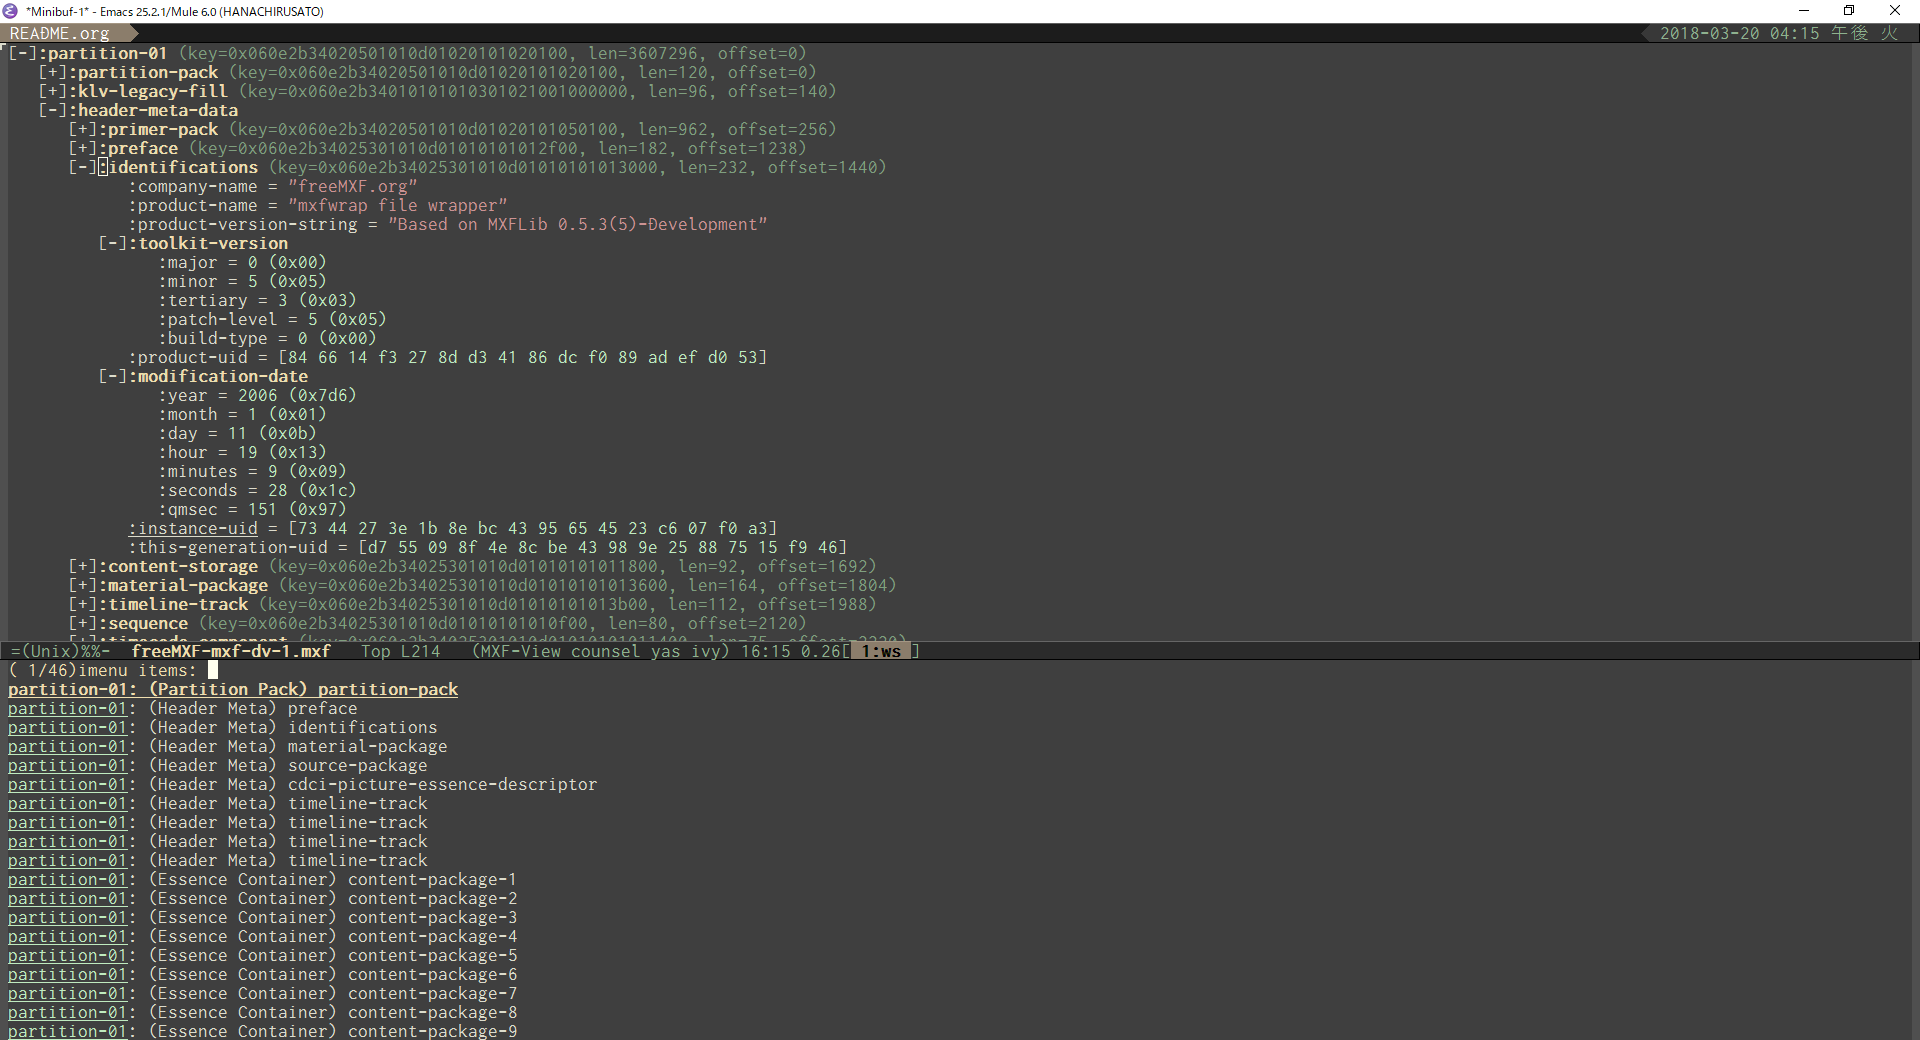 *Minibuf-1* - Emacs 25.2.1/Mule 6.0 (HANACHIRUSATO)
README.org 2018-03-20 04:15 午後 火
[-]:partition-01 (key=0x060e2b34020501010d01020101020100, len=3607296, offset=0)
[+]:partition-pack (key=0x060e2b34020501010d01020101020100, len=120, offset=0)
[+]:klv-legacy-fill (key=0x060e2b34010101010301021001000000, len=96, offset=140)
[-]:header-meta-data
[+]:primer-pack (key=0x060e2b34020501010d01020101050100, len=962, offset=256)
[+]:preface (key=0x060e2b34025301010d01010101012f00, len=182, offset=1238)
[-]:identifications (key=0x060e2b34025301010d01010101013000, len=232, offset=1440)
:company-name = "freeMXF.org"
:product-name = "mxfwrap file wrapper"
:product-version-string = "Based on MXFLib 0.5.3(5)-Development"
[-]:toolkit-version
:major = 0 (0x00)
:minor = 5 (0x05)
:tertiary = 3 (0x03)
:patch-level = 5 (0x05)
:build-type = 0 (0x00)
:product-uid = [84 66 14 f3 27 8d d3 41 86 dc f0 89 ad ef d0 53]
[-]:modification-date
:year = 2006 (0x7d6)
:month = 1 (0x01)
:day = 11 (0x0b)
:hour = 19 (0x13)
:minutes = 9 (0x09)
:seconds = 28 (0x1c)
:qmsec = 151 (0x97)
:instance-uid = [73 44 27 3e 1b 8e bc 43 95 65 45 23 c6 07 f0 a3]
:this-generation-uid = [d7 55 09 8f 4e 8c be 43 98 9e 25 88 75 15 f9 46]
[+]:content-storage (key=0x060e2b34025301010d01010101011800, len=92, offset=1692)
[+]:material-package (key=0x060e2b34025301010d01010101013600, len=164, offset=1804)
[+]:timeline-track (key=0x060e2b34025301010d01010101013b00, len=112, offset=1988)
[+]:sequence (key=0x060e2b34025301010d01010101010f00, len=80, offset=2120)
[+]:timecode-component (key=0x060e2b34025301010d01010101011400, len=75, offset=2220)
=(Unix)%%- freeMXF-mxf-dv-1.mxf Top L214 (MXF-View counsel yas ivy) 16:15 0.26[ 1:ws ]
( 1/46)imenu items:
partition-01: (Partition Pack) partition-pack
partition-01: (Header Meta) preface
partition-01: (Header Meta) identifications
partition-01: (Header Meta) material-package
partition-01: (Header Meta) source-package
partition-01: (Header Meta) cdci-picture-essence-descriptor
partition-01: (Header Meta) timeline-track
partition-01: (Header Meta) timeline-track
partition-01: (Header Meta) timeline-track
partition-01: (Header Meta) timeline-track
partition-01: (Essence Container) content-package-1
partition-01: (Essence Container) content-package-2
partition-01: (Essence Container) content-package-3
partition-01: (Essence Container) content-package-4
partition-01: (Essence Container) content-package-5
partition-01: (Essence Container) content-package-6
partition-01: (Essence Container) content-package-7
partition-01: (Essence Container) content-package-8
partition-01: (Essence Container) content-package-9